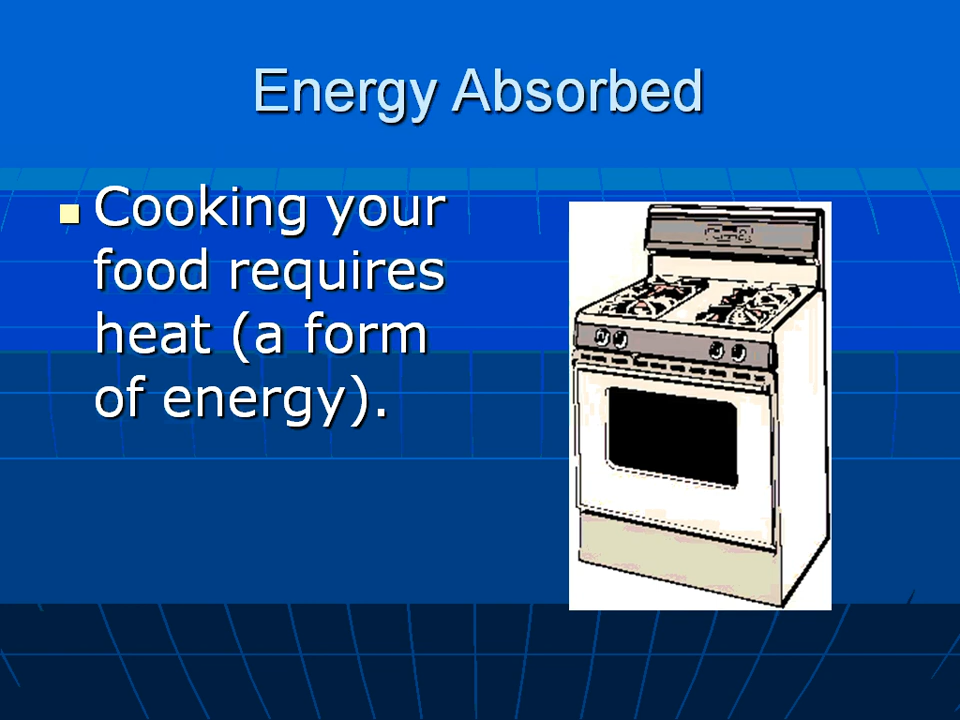 Energy Absorbed
Cooking your
food requires
heat (a form
of energy).